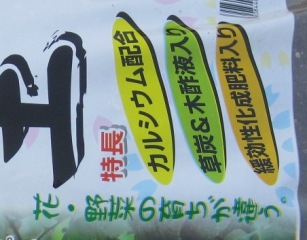 土
特長
カルシウム配合
草炭&木酢液入り
緩効性化成肥料入り
花・野菜の育ちが違う。